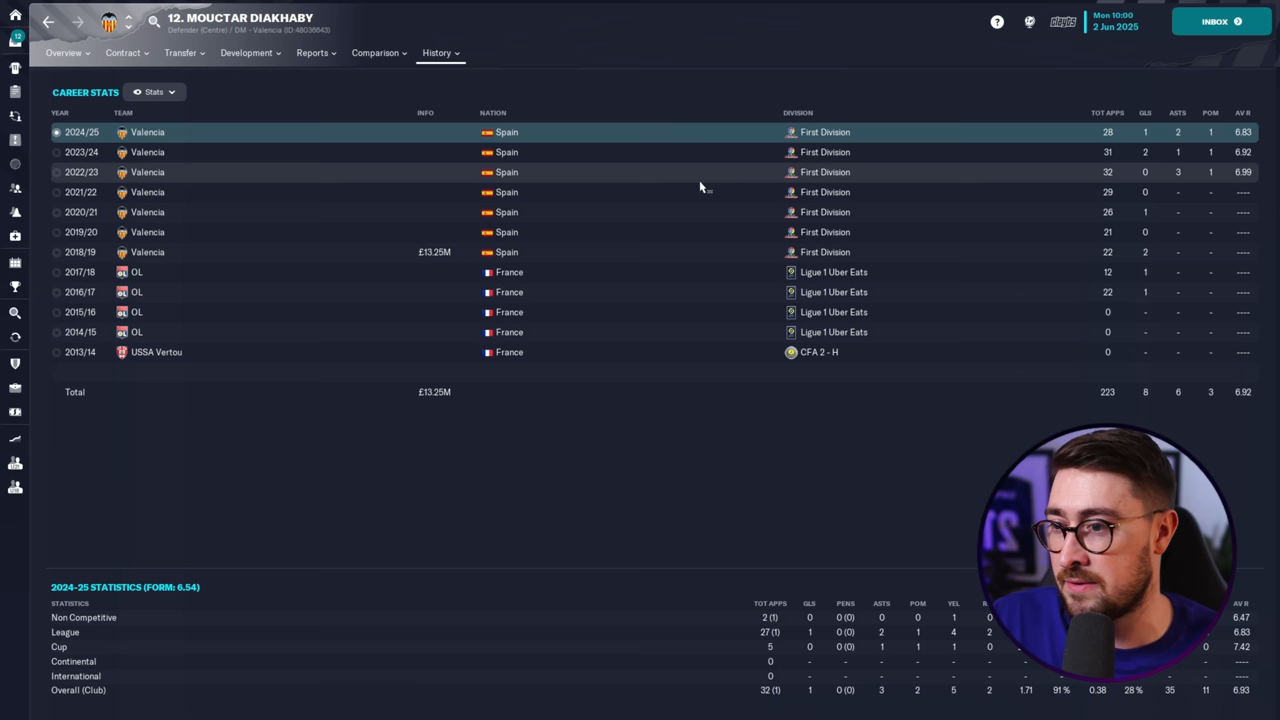 12. MOUCTAR DIAKHABY
Defender (Centre) / DM - Valencia (ID:48036643)
Mon 10:00
2 Jun 2025
INBOX
12
Overview Contract Transfer Development Reports Comparison History
CAREER STATS Stats
YEAR TEAM INFO NATION DIVISION TOT APPS GLS ASTS POM AV R
2024/25 Valencia Spain First Division 28 1 2 1 6.83
2023/24 Valencia Spain First Division 31 2 1 1 6.92
2022/23 Valencia Spain First Division 32 0 3 1 6.99
2021/22 Valencia Spain First Division 29 0 - - ----
2020/21 Valencia Spain First Division 26 1 - - ----
2019/20 Valencia Spain First Division 21 0 - - ----
2018/19 Valencia £13.25M Spain First Division 22 2 - - ----
2017/18 OL France Ligue 1 Uber Eats 12 1 - - ----
2016/17 OL France Ligue 1 Uber Eats 22 1 - - ----
2015/16 OL France Ligue 1 Uber Eats 0 - - - ----
2014/15 OL France Ligue 1 Uber Eats 0 - - - ----
2013/14 USSA Vertou France CFA 2 - H 0 - - - ----
Total £13.25M 223 8 6 3 6.92
2024-25 STATISTICS (FORM: 6.54)
STATISTICS TOT APPS GLS PENS ASTS POM YEL AV R
Non Competitive 2 (1) 0 0 (0) 0 0 1 0 6.47
League 27 (1) 1 0 (0) 2 1 4 2 6.83
Cup 5 0 0 (0) 1 1 1 0 0 7.42
Continental 0 - - - - - - ----
International 0 - - - - - - ----
Overall (Club) 32 (1) 1 0 (0) 3 2 5 2 1.71 91 % 0.38 28 % 35 11 6.93